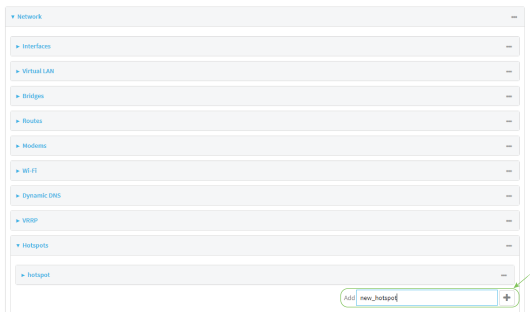 Network
Interfaces
Virtual LAN
Bridges
Routes
Modems
Wi-Fi
Dynamic DNS
VRRP
Hotspots
hotspot
Add new_hotspot